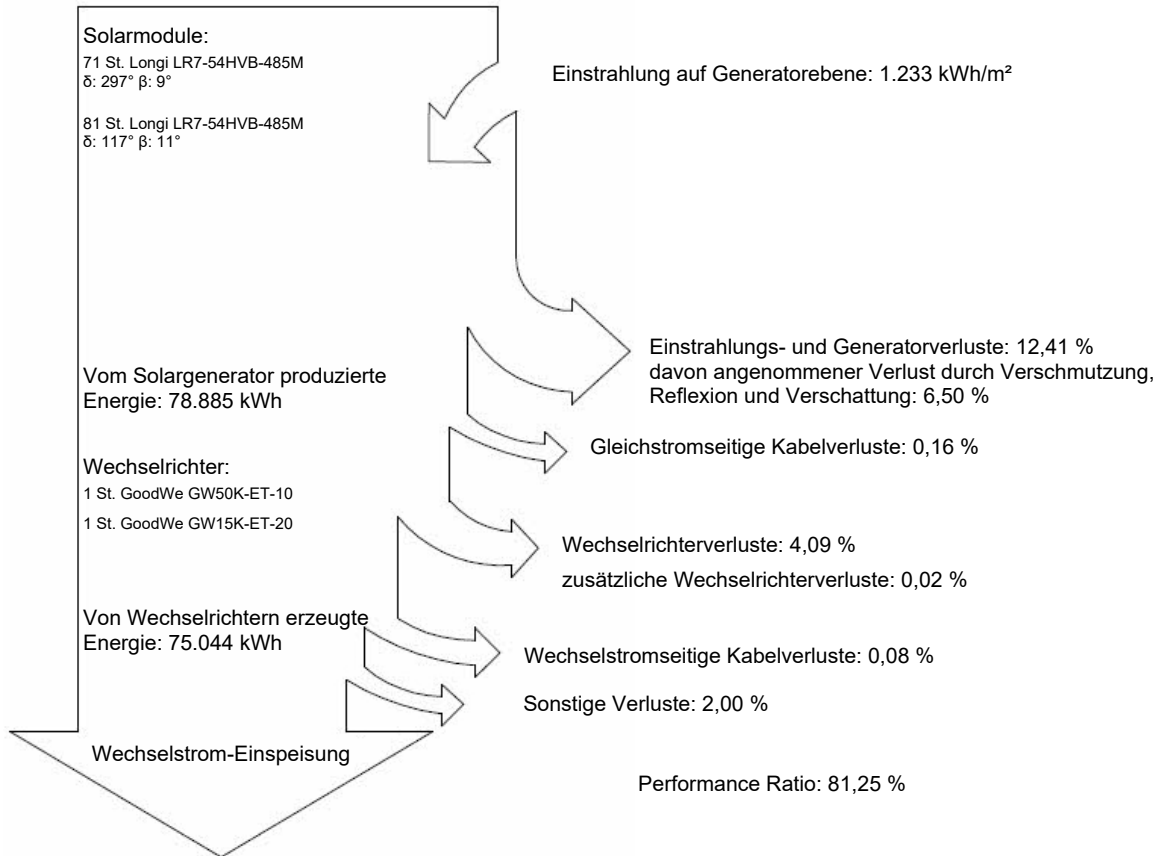 Solarmodule:
71 St. Longi LR7-54HVB-485M
δ: 297° β: 9°
81 St. Longi LR7-54HVB-485M
δ: 117° β: 11°
Einstrahlung auf Generatorebene: 1.233 kWh/m²
Einstrahlungs- und Generatorverluste: 12,41 %
davon angenommener Verlust durch Verschmutzung,
Reflexion und Verschattung: 6,50 %
Vom Solargenerator produzierte
Energie: 78.885 kWh
Gleichstromseitige Kabelverluste: 0,16 %
Wechselrichter:
1 St. GoodWe GW50K-ET-10
1 St. GoodWe GW15K-ET-20
Wechselrichterverluste: 4,09 %
zusätzliche Wechselrichterverluste: 0,02 %
Von Wechselrichtern erzeugte
Energie: 75.044 kWh
Wechselstromseitige Kabelverluste: 0,08 %
Sonstige Verluste: 2,00 %
Wechselstrom-Einspeisung
Performance Ratio: 81,25 %